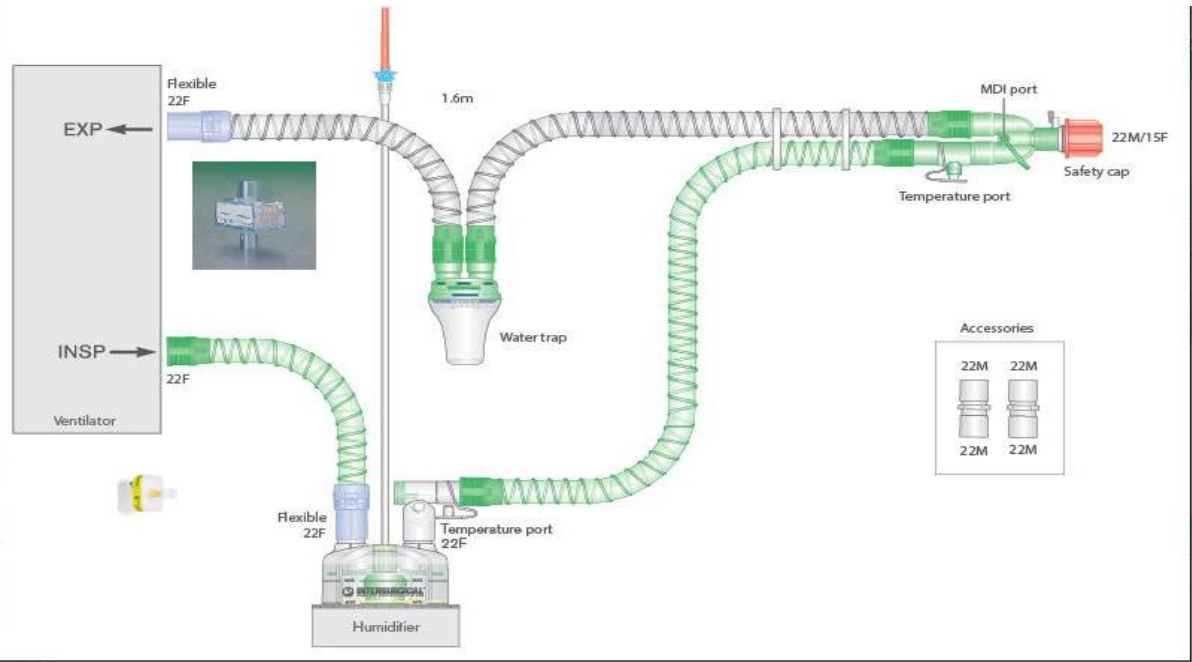 Flexible
22F
EXP
1.6m
MDI port
22M/15F
Safety cap
Temperature port
Water trap
INSP
22F
Ventilator
Accessories
22M 22M
22M 22M
Flexible
22F
Temperature port
22F
INTERSURGICAL
Humidifier